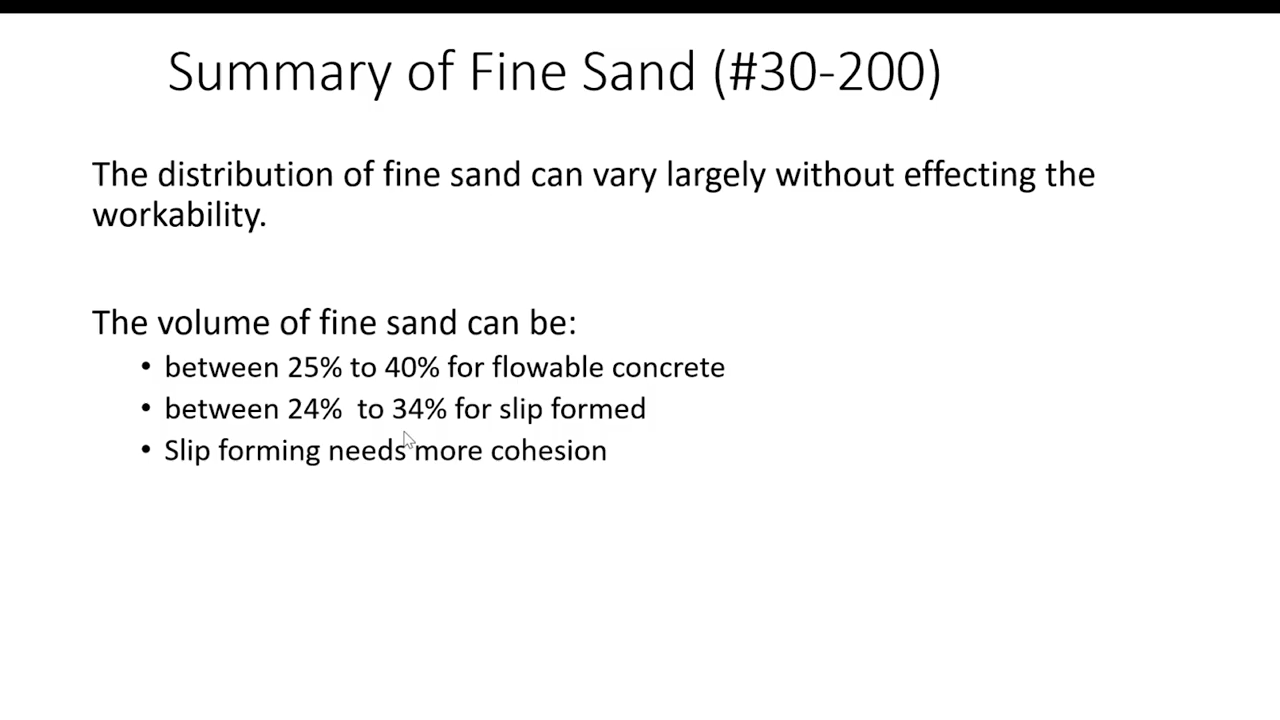 Summary of Fine Sand (#30-200)
The distribution of fine sand can vary largely without effecting the
workability.
The volume of fine sand can be:
• between 25% to 40% for flowable concrete
• between 24%  to 34% for slip formed
• Slip forming needs more cohesion